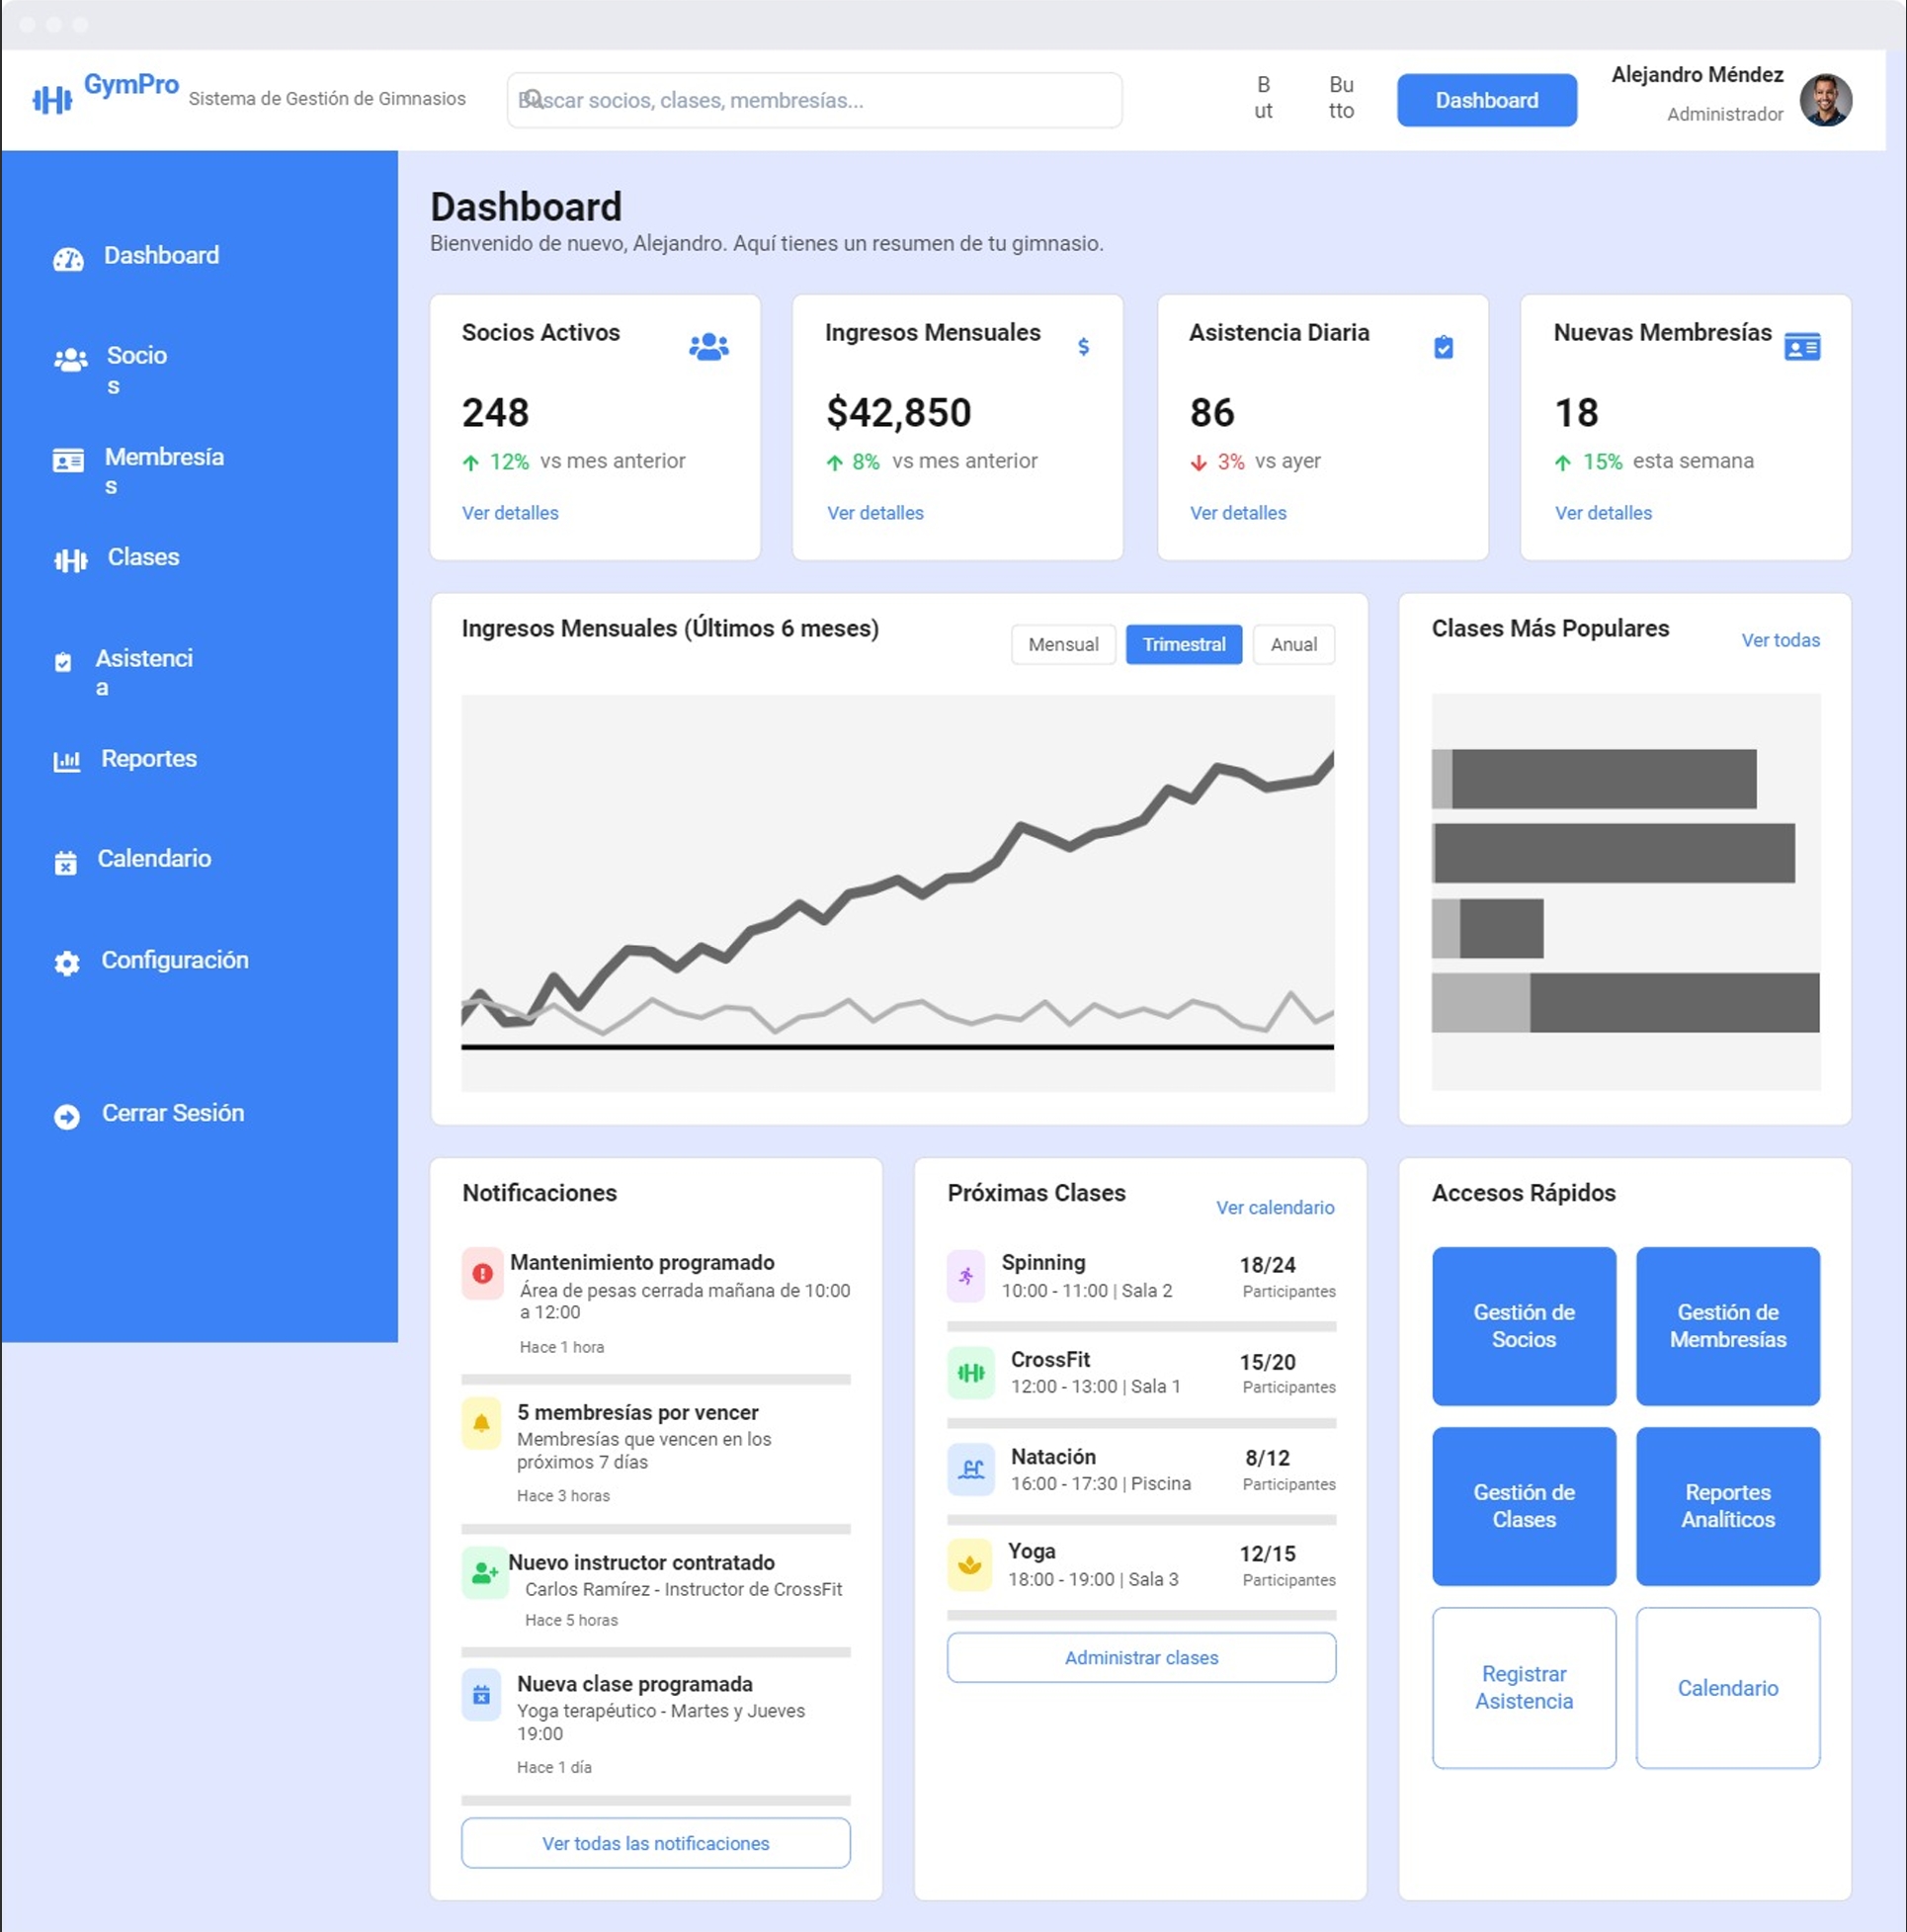 GymPro
Sistema de Gestión de Gimnasios
Buscar socios, clases, membresías...
B
ut
Bu
tto
Dashboard
Alejandro Méndez
Administrador
Dashboard
Socio
s
Membresía
s
Clases
Asistenci
a
Reportes
Calendario
Configuración
Cerrar Sesión
Dashboard
Bienvenido de nuevo, Alejandro. Aquí tienes un resumen de tu gimnasio.
Socios Activos
248
12% vs mes anterior
Ver detalles
Ingresos Mensuales
$
$42,850
8% vs mes anterior
Ver detalles
Asistencia Diaria
86
3% vs ayer
Ver detalles
Nuevas Membresías
18
15% esta semana
Ver detalles
Ingresos Mensuales (Últimos 6 meses)
Mensual
Trimestral
Anual
Clases Más Populares
Ver todas
Notificaciones
Mantenimiento programado
Área de pesas cerrada mañana de 10:00
a 12:00
Hace 1 hora
5 membresías por vencer
Membresías que vencen en los
próximos 7 días
Hace 3 horas
Nuevo instructor contratado
Carlos Ramírez - Instructor de CrossFit
Hace 5 horas
Nueva clase programada
Yoga terapéutico - Martes y Jueves
19:00
Hace 1 día
Ver todas las notificaciones
Próximas Clases
Ver calendario
Spinning
10:00 - 11:00 | Sala 2
18/24
Participantes
CrossFit
12:00 - 13:00 | Sala 1
15/20
Participantes
Natación
16:00 - 17:30 | Piscina
8/12
Participantes
Yoga
18:00 - 19:00 | Sala 3
12/15
Participantes
Administrar clases
Accesos Rápidos
Gestión de
Socios
Gestión de
Membresías
Gestión de
Clases
Reportes
Analíticos
Registrar
Asistencia
Calendario